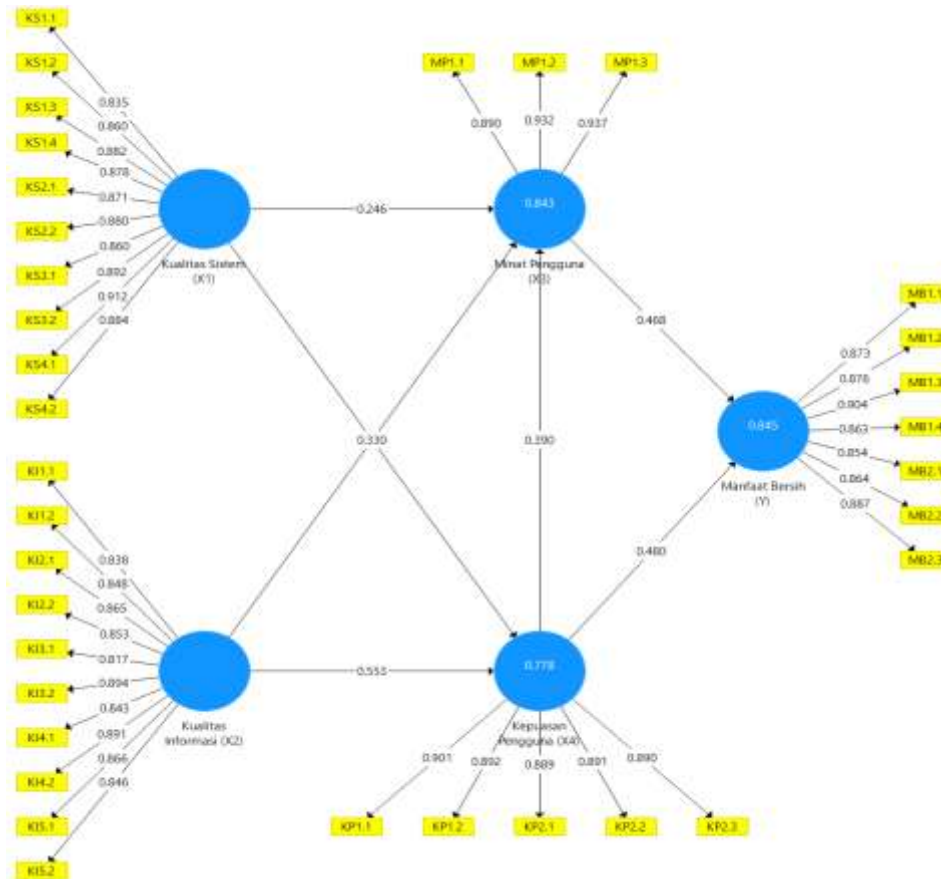 KS1.1
KS1.2
KS1.3
KS1.4
KS2.1
KS2.2
KS3.1
KS3.2
KS4.1
KS4.2
0.835
0.860
0.882
0.878
0.871
0.880
0.860
0.892
0.912
0.884
Kualitas Sistem
(X1)
0.246
MP1.1
MP1.2
MP1.3
0.890
0.932
0.937
0.843
Minat Pengguna
(X3)
0.468
0.330
0.390
KI1.1
KI1.2
KI2.1
KI2.2
KI3.1
KI3.2
KI4.1
KI4.2
KI5.1
KI5.2
0.838
0.848
0.865
0.853
0.817
0.894
0.843
0.891
0.866
0.846
Kualitas
Informasi (X2)
0.553
0.778
Kepuasan
Pengguna (X4)
0.480
0.901
0.892
0.889
0.891
0.890
KP1.1
KP1.2
KP2.1
KP2.2
KP2.3
0.845
Manfaat Bersih
(Y)
0.873
0.876
0.904
0.863
0.854
0.864
0.887
MB1.1
MB1.2
MB1.3
MB1.4
MB2.1
MB2.2
MB2.3